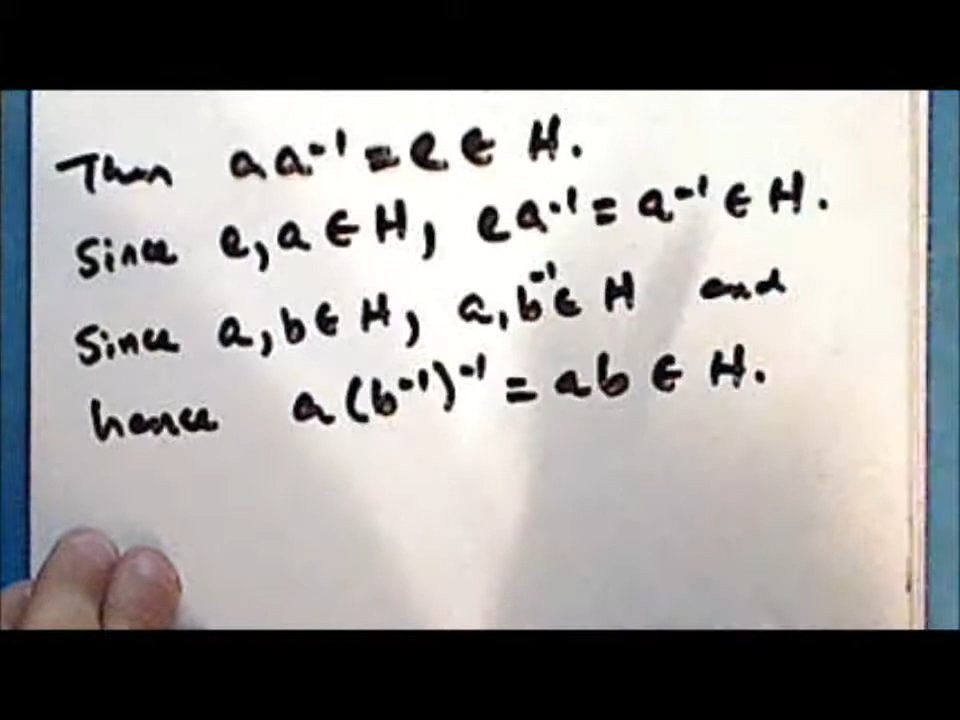 Then aa⁻¹ = e ∈ H.
Since e, a ∈ H, ea⁻¹ = a⁻¹ ∈ H.
Since a, b ∈ H, a, b⁻¹ ∈ H and
hence a(b⁻¹)⁻¹ = ab ∈ H.